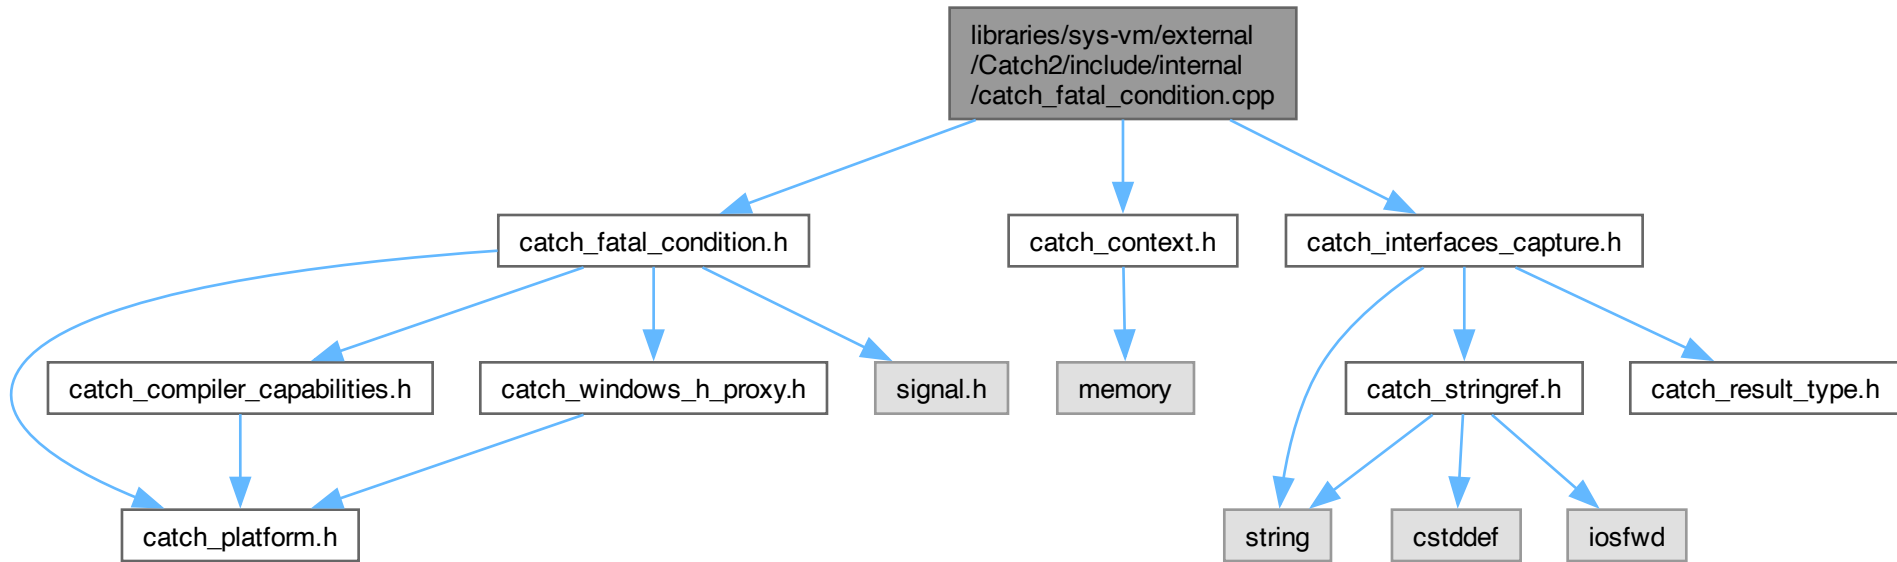 libraries/sys-vm/external
/Catch2/include/internal
/catch_fatal_condition.cpp
catch_fatal_condition.h
catch_context.h
catch_interfaces_capture.h
catch_compiler_capabilities.h
catch_windows_h_proxy.h
signal.h
memory
catch_stringref.h
catch_result_type.h
catch_platform.h
string
cstddef
iosfwd